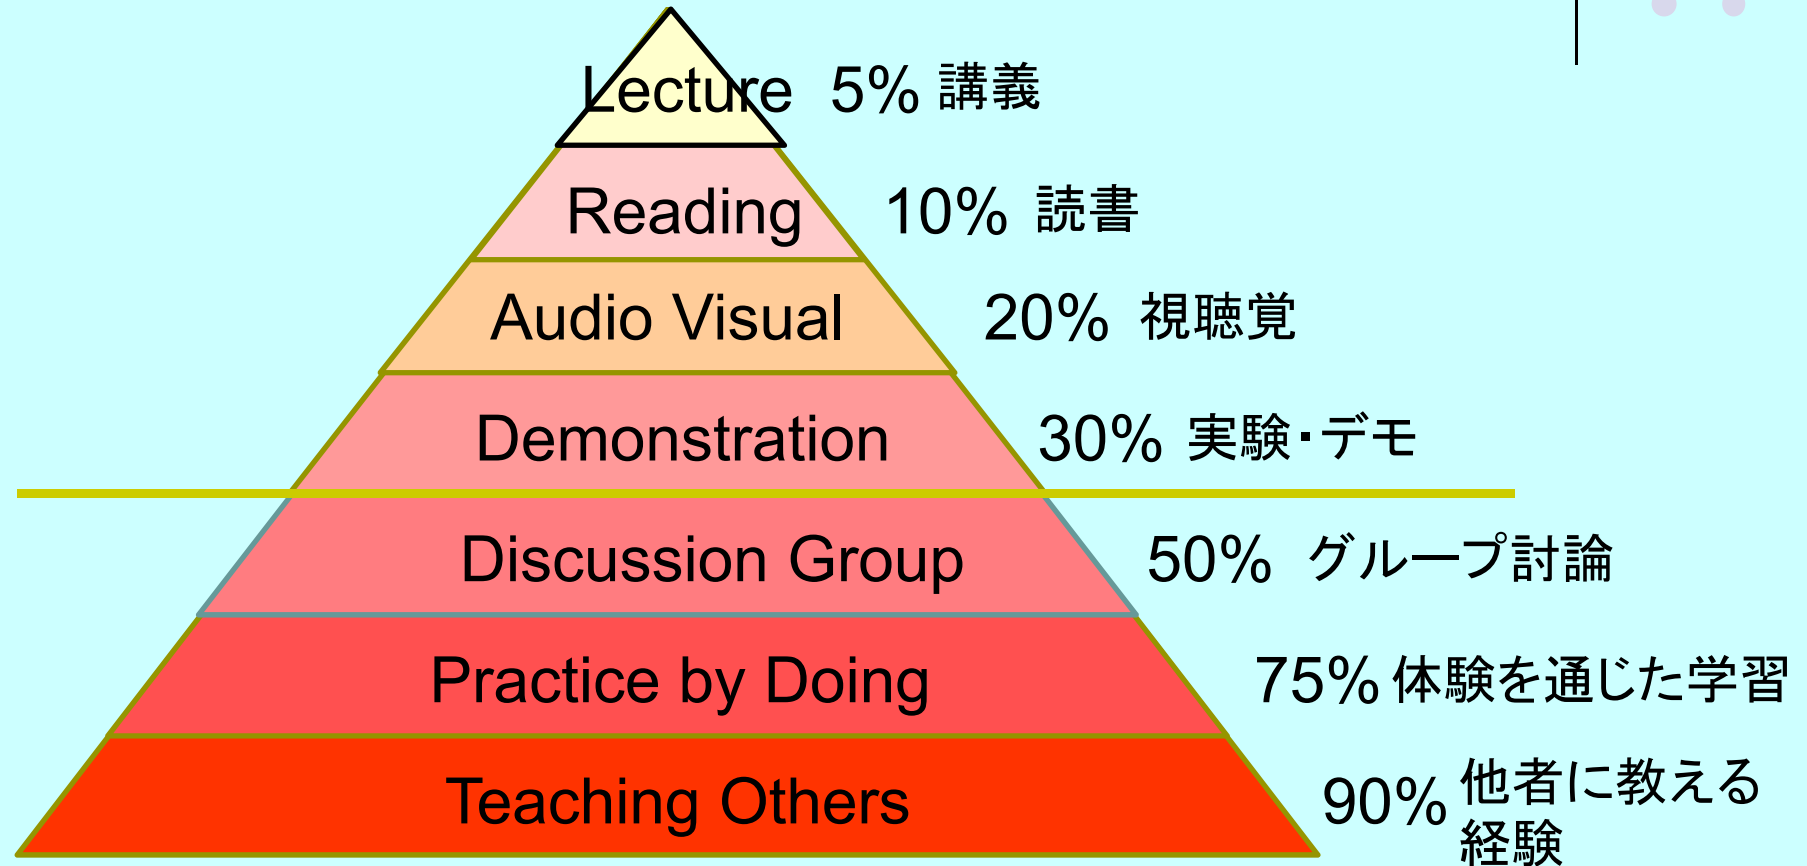 Lecture 5% 講義
Reading 10% 読書
Audio Visual 20% 視聴覚
Demonstration 30% 実験・デモ
Discussion Group 50% グループ討論
Practice by Doing 75% 体験を通じた学習
Teaching Others 90% 他者に教える
経験